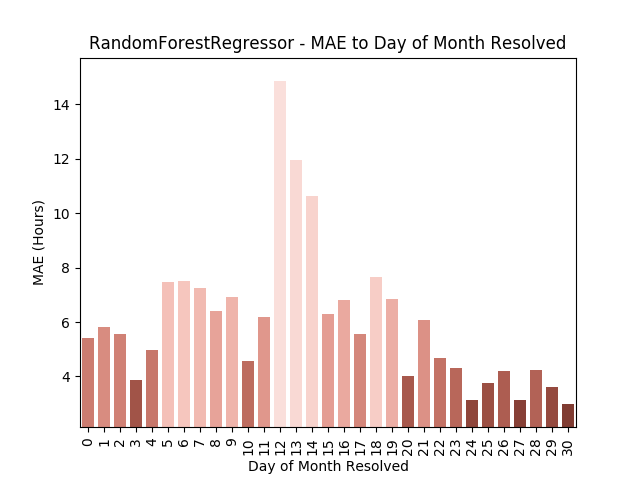 RandomForestRegressor - MAE to Day of Month Resolved
14
12
10
8
6
4
MAE (Hours)
0 1 2 3 4 5 6 7 8 9 10 11 12 13 14 15 16 17 18 19 20 21 22 23 24 25 26 27 28 29 30
Day of Month Resolved